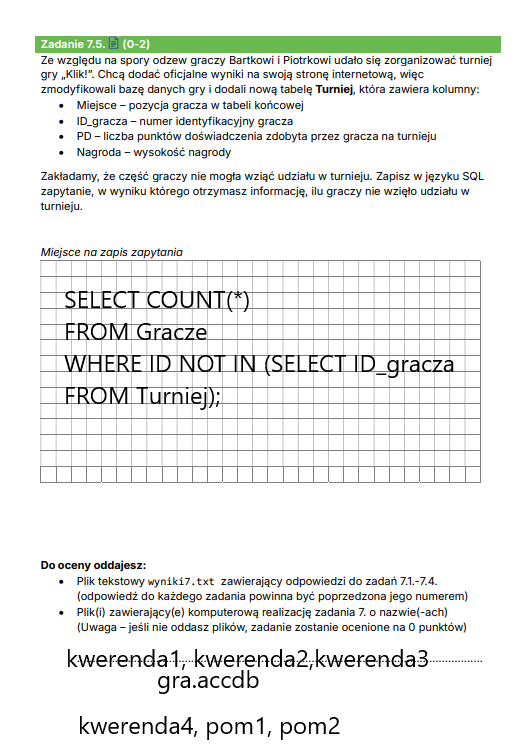 Zadanie 7.5. (0-2)
Ze względu na spory odzew graczy Bartkowi i Piotrkowi udało się zorganizować turniej
gry „Klik!”. Chcą dodać oficjalne wyniki na swoją stronę internetową, więc
zmodyfikowali bazę danych gry i dodali nową tabelę Turniej, która zawiera kolumny:
• Miejsce – pozycja gracza w tabeli końcowej
• ID_gracza – numer identyfikacyjny gracza
• PD – liczba punktów doświadczenia zdobyta przez gracza na turnieju
• Nagroda – wysokość nagrody
Zakładamy, że część graczy nie mogła wziąć udziału w turnieju. Zapisz w języku SQL
zapytanie, w wyniku którego otrzymasz informację, ilu graczy nie wzięło udziału w
turnieju.
Miejsce na zapis zapytania
SELECT COUNT(*)
FROM Gracze
WHERE ID NOT IN (SELECT ID_gracza
FROM Turniej);
Do oceny oddajesz:
• Plik tekstowy wyniki7.txt zawierający odpowiedzi do zadań 7.1.-7.4.
(odpowiedź do każdego zadania powinna być poprzedzona jego numerem)
• Plik(i) zawierający(e) komputerową realizację zadania 7. o nazwie(-ach)
(Uwaga – jeśli nie oddasz plików, zadanie zostanie ocenione na 0 punktów)
kwerenda1, kwerenda2,kwerenda3
gra.accdb
kwerenda4, pom1, pom2